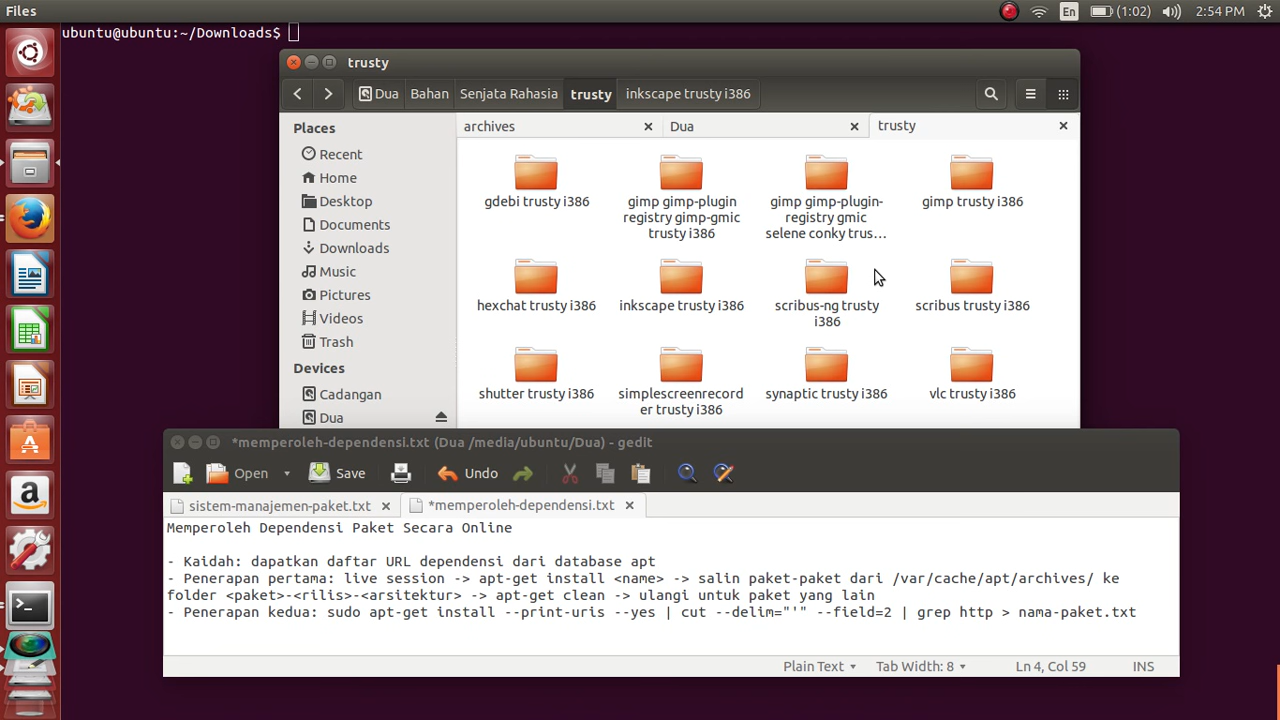 Files
En
(1:02)
2:54 PM
ubuntu@ubuntu:~/Downloads$
trusty
Dua
Bahan
Senjata Rahasia
trusty
inkscape trusty i386
Places
Recent
Home
Desktop
Documents
Downloads
Music
Pictures
Videos
Trash
Devices
Cadangan
Dua
archives
Dua
trusty
gdebi trusty i386
gimp gimp-plugin
registry gimp-gmic
trusty i386
gimp gimp-plugin-
registry gmic
selene conky trus…
gimp trusty i386
hexchat trusty i386
inkscape trusty i386
scribus-ng trusty
i386
scribus trusty i386
shutter trusty i386
simplescreenrecord
er trusty i386
synaptic trusty i386
vlc trusty i386
*memperoleh-dependensi.txt (Dua /media/ubuntu/Dua) - gedit
Open
Save
Undo
sistem-manajemen-paket.txt
*memperoleh-dependensi.txt
Memperoleh Dependensi Paket Secara Online
- Kaidah: dapatkan daftar URL dependensi dari database apt
- Penerapan pertama: live session -> apt-get install <name> -> salin paket-paket dari /var/cache/apt/archives/ ke
folder <paket>-<rilis>-<arsitektur> -> apt-get clean -> ulangi untuk paket yang lain
- Penerapan kedua: sudo apt-get install --print-uris --yes | cut --delim="'" --field=2 | grep http > nama-paket.txt
Plain Text
Tab Width: 8
Ln 4, Col 59
INS